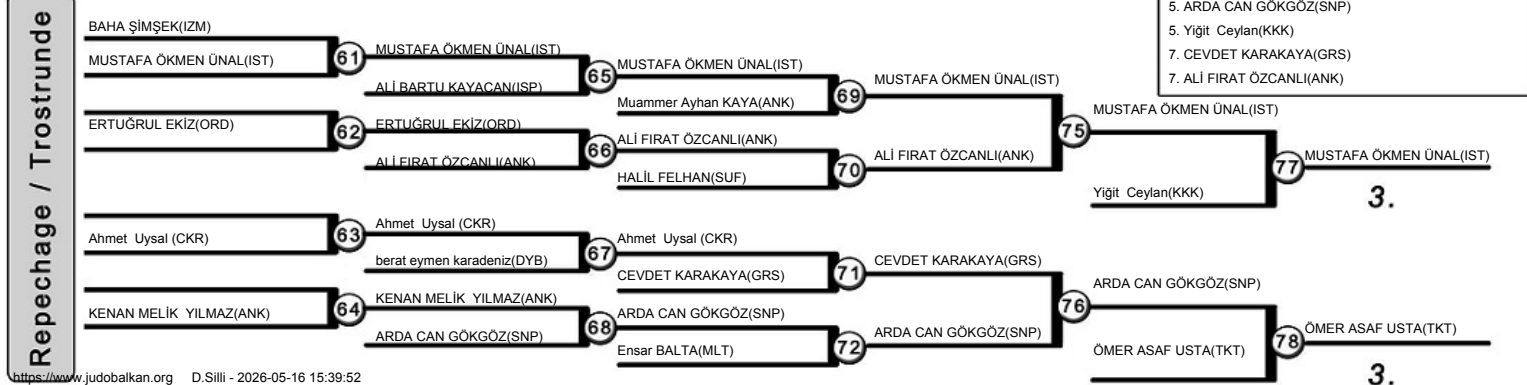 Repechage / Trostrunde
5. ARDA CAN GÖKGÖZ(SNP)
5. Yiğit Ceylan(KKK)
7. CEVDET KARAKAYA(GRS)
7. ALİ FIRAT ÖZCANLI(ANK)
BAHA ŞİMŞEK(IZM)
MUSTAFA ÖKMEN ÜNAL(IST)
61
ERTUĞRUL EKİZ(ORD)
62
Ahmet Uysal (CKR)
63
KENAN MELİK YILMAZ(ANK)
64
MUSTAFA ÖKMEN ÜNAL(IST)
ALİ BARTU KAYACAN(ISP)
65
ERTUĞRUL EKİZ(ORD)
ALİ FIRAT ÖZCANLI(ANK)
66
Ahmet Uysal (CKR)
berat eymen karadeniz(DYB)
67
KENAN MELİK YILMAZ(ANK)
ARDA CAN GÖKGÖZ(SNP)
68
MUSTAFA ÖKMEN ÜNAL(IST)
Muammer Ayhan KAYA(ANK)
69
ALİ FIRAT ÖZCANLI(ANK)
HALİL FELHAN(SUF)
70
Ahmet Uysal (CKR)
CEVDET KARAKAYA(GRS)
71
ARDA CAN GÖKGÖZ(SNP)
Ensar BALTA(MLT)
72
MUSTAFA ÖKMEN ÜNAL(IST)
ALİ FIRAT ÖZCANLI(ANK)
75
CEVDET KARAKAYA(GRS)
ARDA CAN GÖKGÖZ(SNP)
76
MUSTAFA ÖKMEN ÜNAL(IST)
Yiğit Ceylan(KKK)
77
ARDA CAN GÖKGÖZ(SNP)
ÖMER ASAF USTA(TKT)
78
MUSTAFA ÖKMEN ÜNAL(IST)
3.
ÖMER ASAF USTA(TKT)
3.
https://www.judobalkan.org D.Silli - 2026-05-16 15:39:52